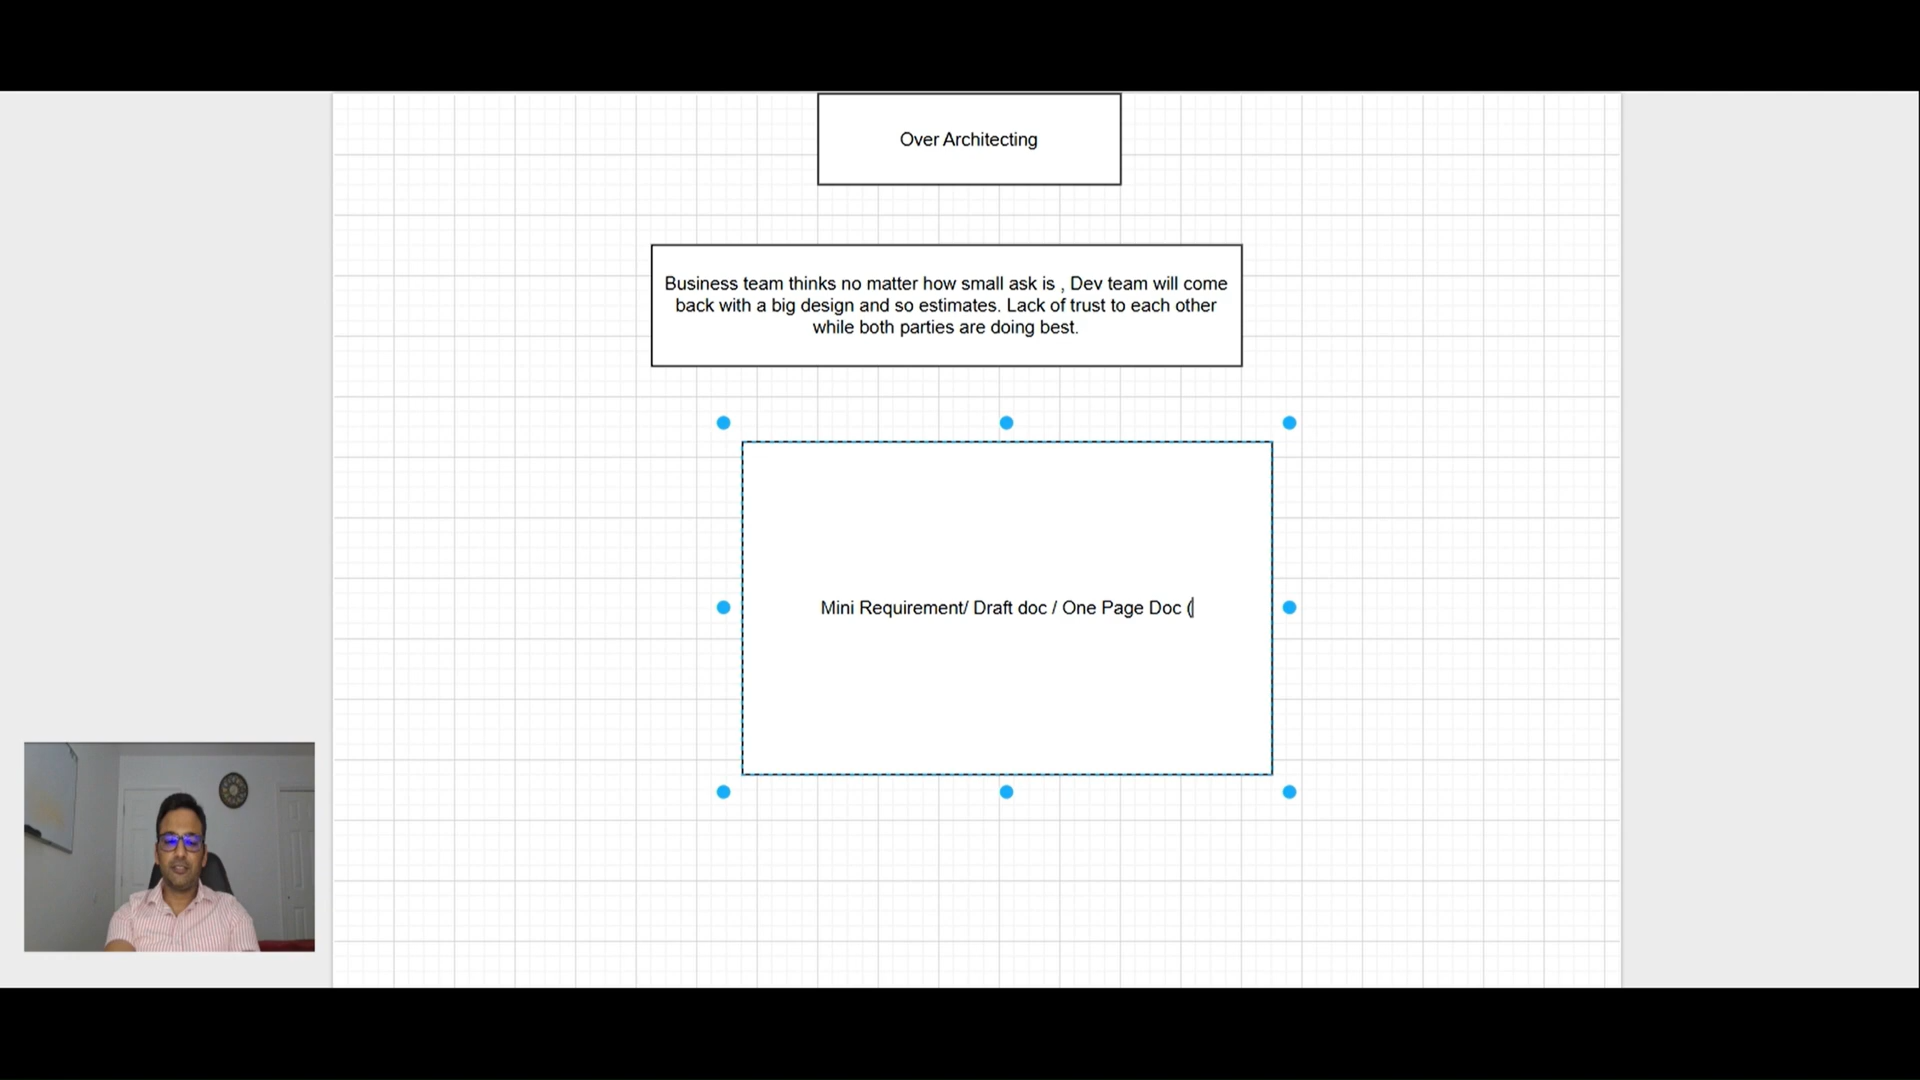 Over Architecting
Business team thinks no matter how small ask is , Dev team will come
back with a big design and so estimates. Lack of trust to each other
while both parties are doing best.
Mini Requirement/ Draft doc / One Page Doc (